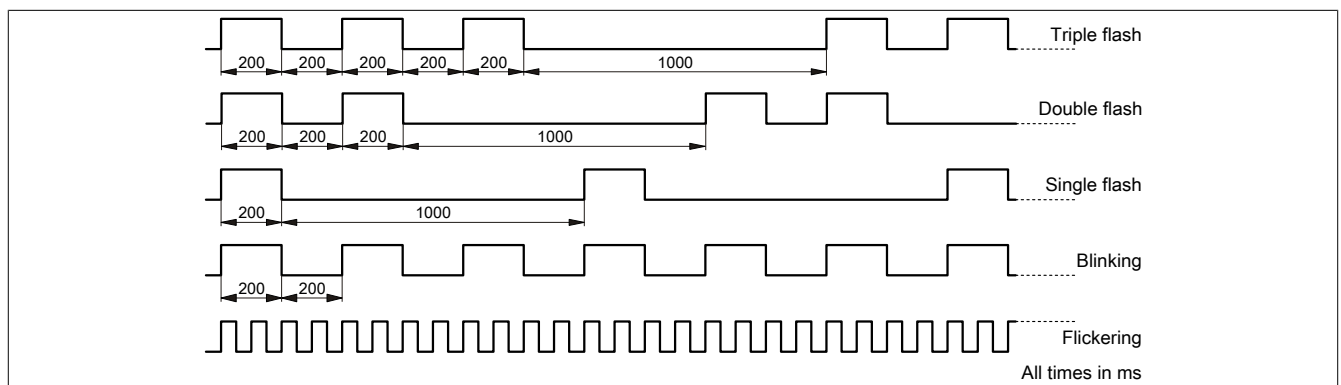 Triple flash
200 200 200 200 200 1000
Double flash
200 200 200 1000
Single flash
200 1000
Blinking
200 200
Flickering
All times in ms